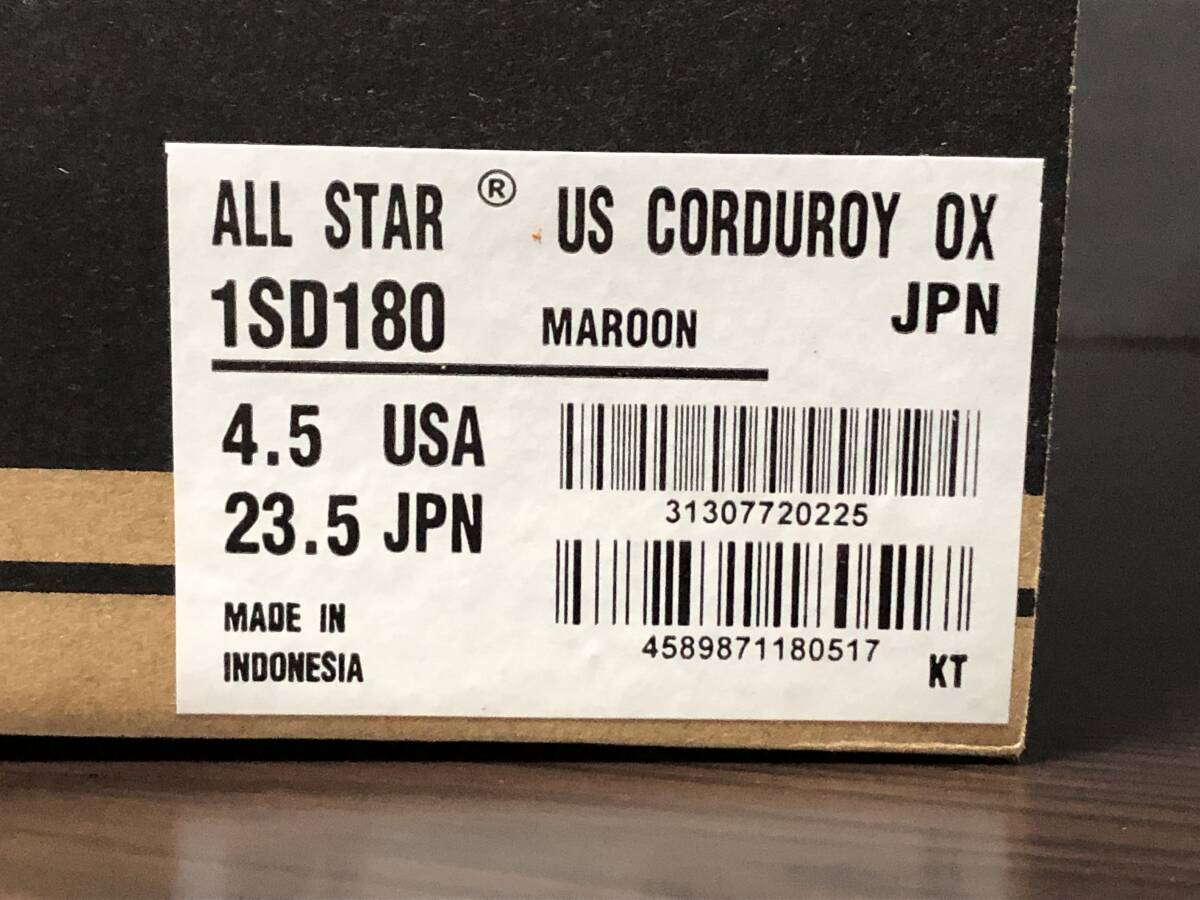 ALL STAR ® US CORDUROY OX
1SD180 MAROON JPN
4.5 USA
23.5 JPN
31307720225
MADE IN
INDONESIA
4589871180517
KT